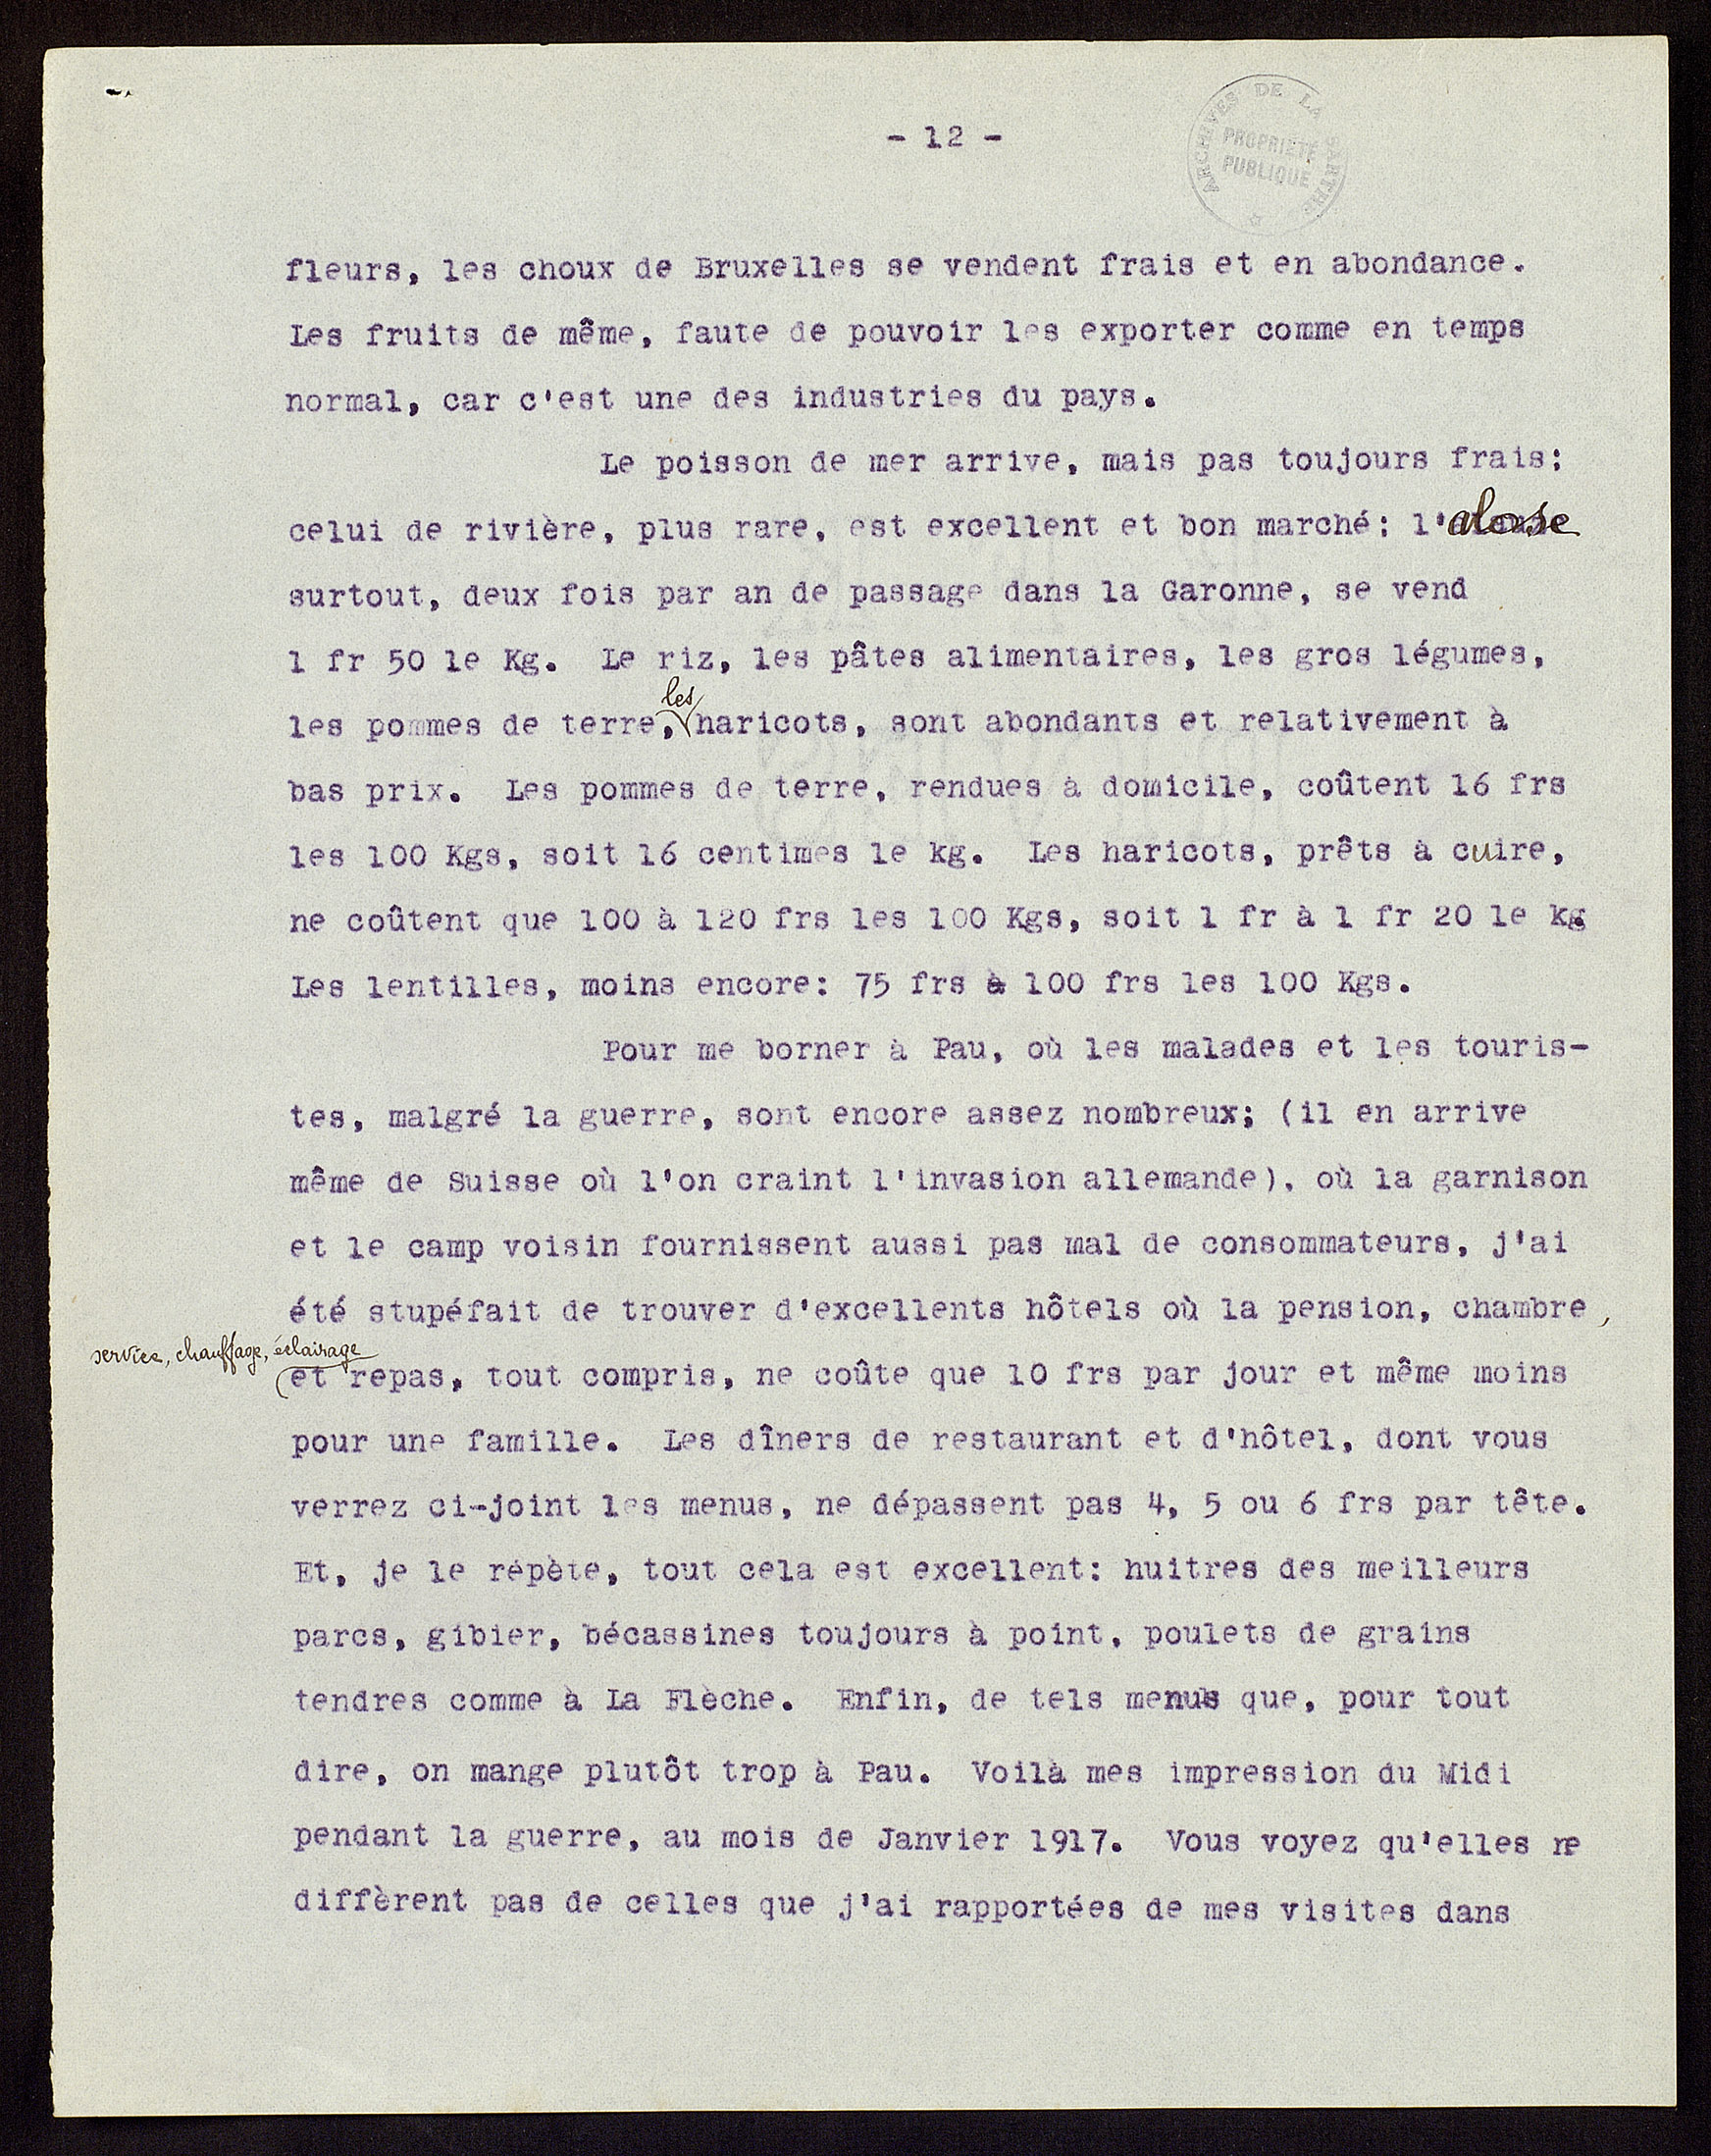 - 12 -
ARCHIVES DE LA SARTHE
PROPRIÉTÉ
PUBLIQUE
fleurs, les choux de Bruxelles se vendent frais et en abondance.
Les fruits de même, faute de pouvoir les exporter comme en temps
normal, car c'est une des industries du pays.
Le poisson de mer arrive, mais pas toujours frais;
celui de rivière, plus rare, est excellent et bon marché; l'alose
surtout, deux fois par an de passage dans la Garonne, se vend
1 fr 50 le Kg. Le riz, les pâtes alimentaires, les gros légumes,
les pommes de terre, les haricots, sont abondants et relativement à
bas prix. Les pommes de terre, rendues à domicile, coûtent 16 frs
les 100 Kgs, soit 16 centimes le kg. Les haricots, prêts à cuire,
ne coûtent que 100 à 120 frs les 100 Kgs, soit 1 fr à 1 fr 20 le kg.
Les lentilles, moins encore: 75 frs à 100 frs les 100 Kgs.
Pour me borner à Pau, où les malades et les touris-
tes, malgré la guerre, sont encore assez nombreux; (il en arrive
même de Suisse où l'on craint l'invasion allemande), où la garnison
et le camp voisin fournissent aussi pas mal de consommateurs, j'ai
été stupéfait de trouver d'excellents hôtels où la pension, chambre,
service, chauffage, éclairage
et repas, tout compris, ne coûte que 10 frs par jour et même moins
pour une famille. Les dîners de restaurant et d'hôtel, dont vous
verrez ci-joint les menus, ne dépassent pas 4, 5 ou 6 frs par tête.
Et, je le répète, tout cela est excellent: huitres des meilleurs
parcs, gibier, bécassines toujours à point, poulets de grains
tendres comme à La Flèche. Enfin, de tels menus que, pour tout
dire, on mange plutôt trop à Pau. Voilà mes impression du Midi
pendant la guerre, au mois de Janvier 1917. Vous voyez qu'elles ne
diffèrent pas de celles que j'ai rapportées de mes visites dans